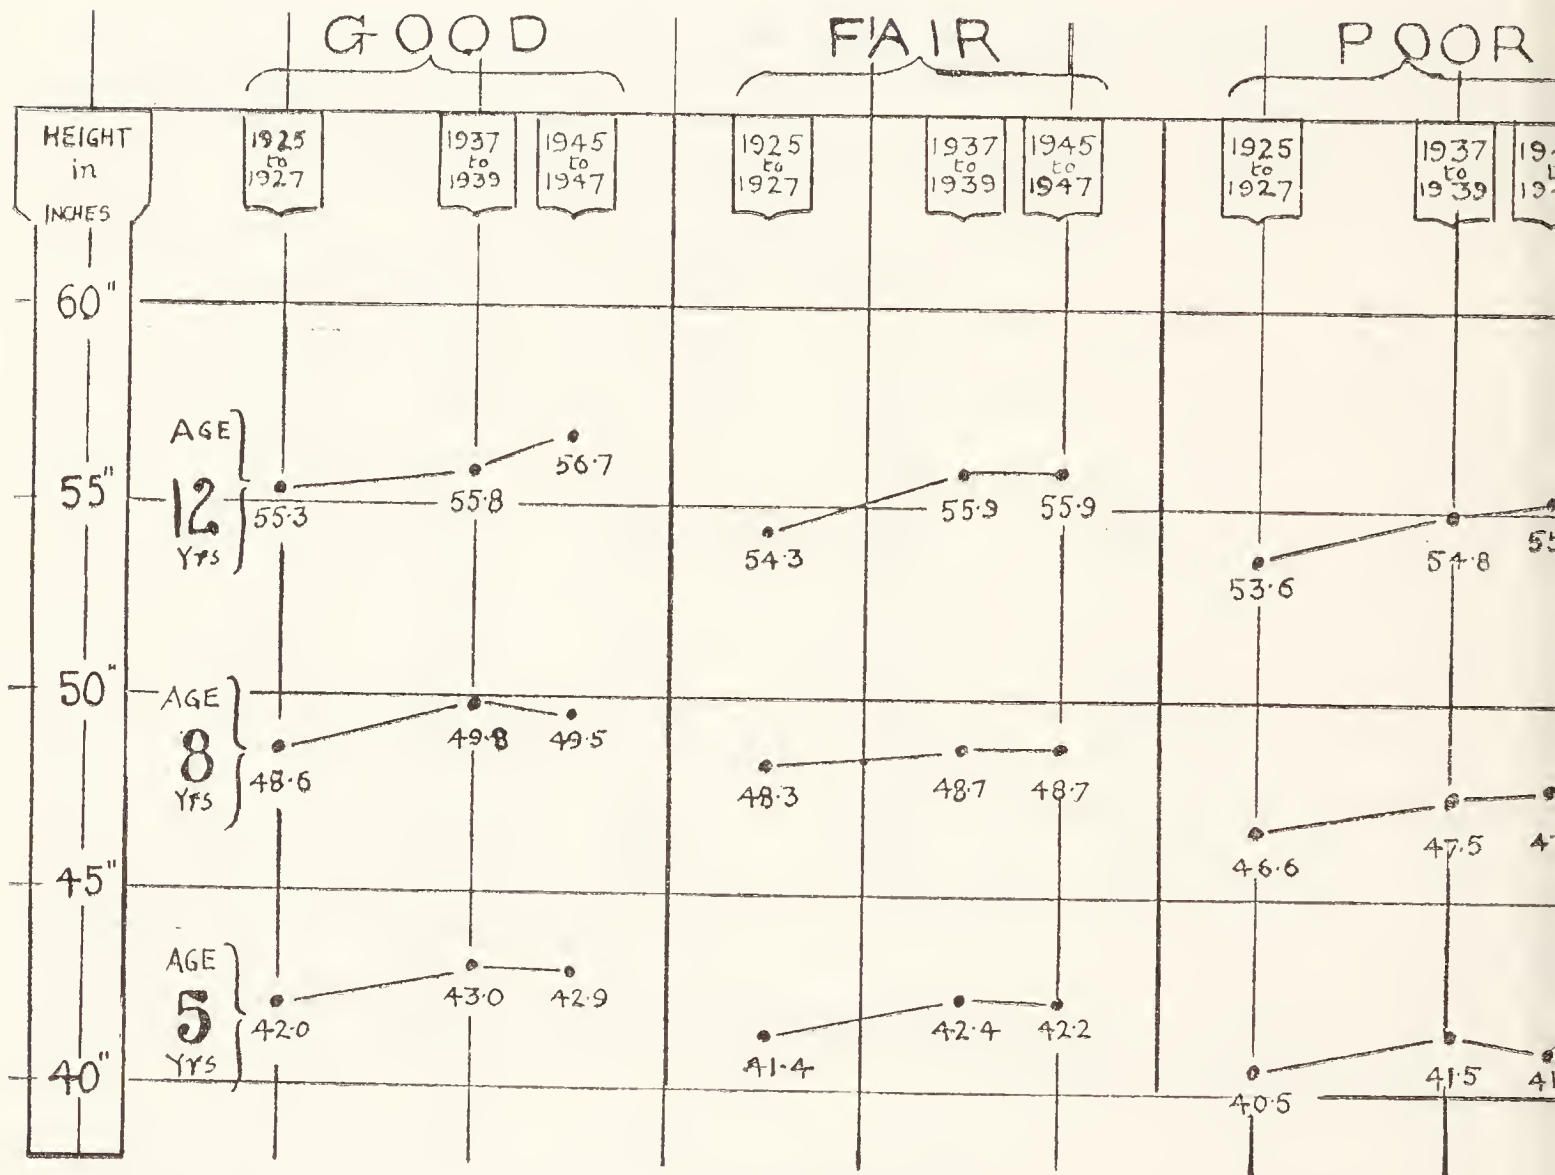 GOOD FAIR POOR
HEIGHT
in
INCHES
1925
to
1927
1937
to
1939
1945
to
1947
1925
to
1927
1937
to
1939
1945
to
1947
1925
to
1927
1937
to
1939
60"
55"
50"
45"
40"
AGE
12
Yrs
55.3 55.8 56.7 54.3 55.9 55.9 53.6 54.8
AGE
8
Yrs
48.6 49.8 49.5 48.3 48.7 48.7 46.6 47.5
AGE
5
Yrs
42.0 43.0 42.9 41.4 42.4 42.2 40.5 41.5